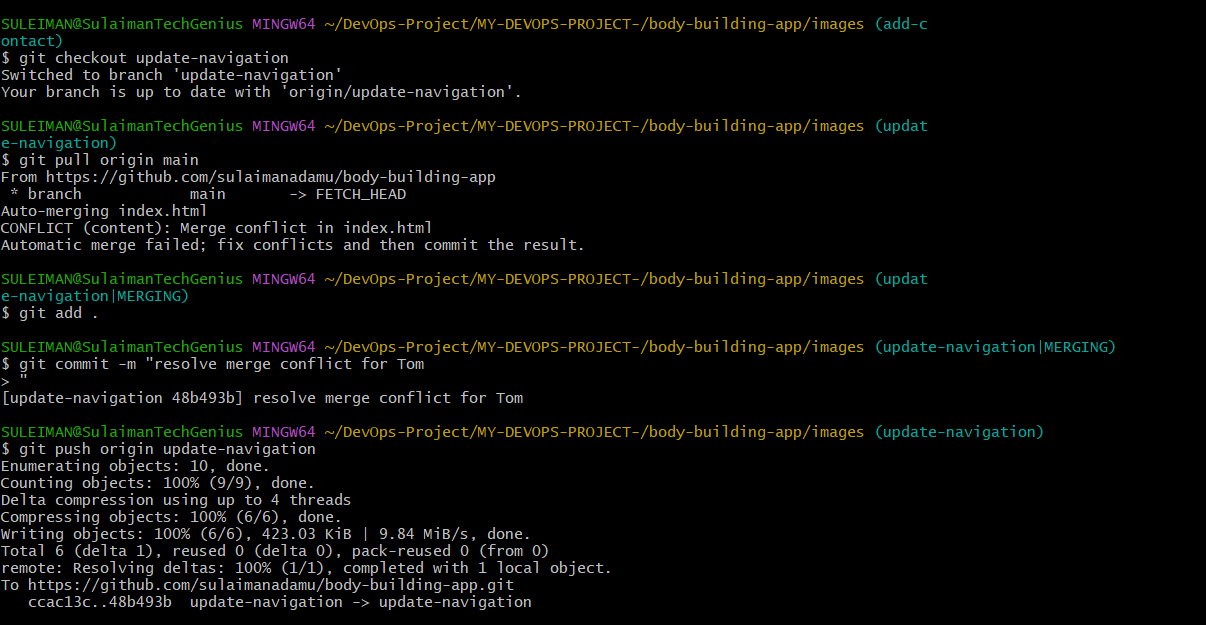 SULEIMAN@SulaimanTechGenius MINGW64 ~/DevOps-Project/MY-DEVOPS-PROJECT-/body-building-app/images (add-c
ontact)
$ git checkout update-navigation
Switched to branch 'update-navigation'
Your branch is up to date with 'origin/update-navigation'.
SULEIMAN@SulaimanTechGenius MINGW64 ~/DevOps-Project/MY-DEVOPS-PROJECT-/body-building-app/images (updat
e-navigation)
$ git pull origin main
From https://github.com/sulaimanadamu/body-building-app
 * branch            main       -> FETCH_HEAD
Auto-merging index.html
CONFLICT (content): Merge conflict in index.html
Automatic merge failed; fix conflicts and then commit the result.
SULEIMAN@SulaimanTechGenius MINGW64 ~/DevOps-Project/MY-DEVOPS-PROJECT-/body-building-app/images (updat
e-navigation|MERGING)
$ git add .
SULEIMAN@SulaimanTechGenius MINGW64 ~/DevOps-Project/MY-DEVOPS-PROJECT-/body-building-app/images (update-navigation|MERGING)
$ git commit -m "resolve merge conflict for Tom
> "
[update-navigation 48b493b] resolve merge conflict for Tom
SULEIMAN@SulaimanTechGenius MINGW64 ~/DevOps-Project/MY-DEVOPS-PROJECT-/body-building-app/images (update-navigation)
$ git push origin update-navigation
Enumerating objects: 10, done.
Counting objects: 100% (9/9), done.
Delta compression using up to 4 threads
Compressing objects: 100% (6/6), done.
Writing objects: 100% (6/6), 423.03 KiB | 9.84 MiB/s, done.
Total 6 (delta 1), reused 0 (delta 0), pack-reused 0 (from 0)
remote: Resolving deltas: 100% (1/1), completed with 1 local object.
To https://github.com/sulaimanadamu/body-building-app.git
   ccac13c..48b493b  update-navigation -> update-navigation